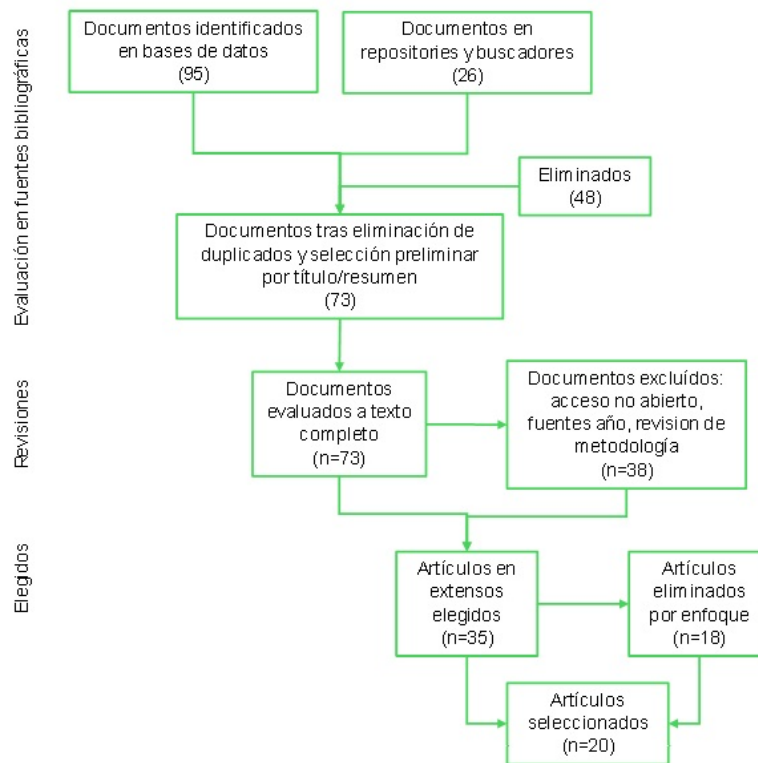 Documentos identificados
en bases de datos
(95)
Documentos en
repositories y buscadores
(26)
Eliminados
(48)
Documentos tras eliminación de
duplicados y selección preliminar
por título/resumen
(73)
Evaluación en fuentes bibliográficas
Documentos
evaluados a texto
completo
(n=73)
Documentos excluídos:
acceso no abierto,
fuentes año, revision de
metodología
(n=38)
Revisiones
Artículos en
extensos
elegidos
(n=35)
Artículos
eliminados
por enfoque
(n=18)
Elegidos
Artículos
seleccionados
(n=20)